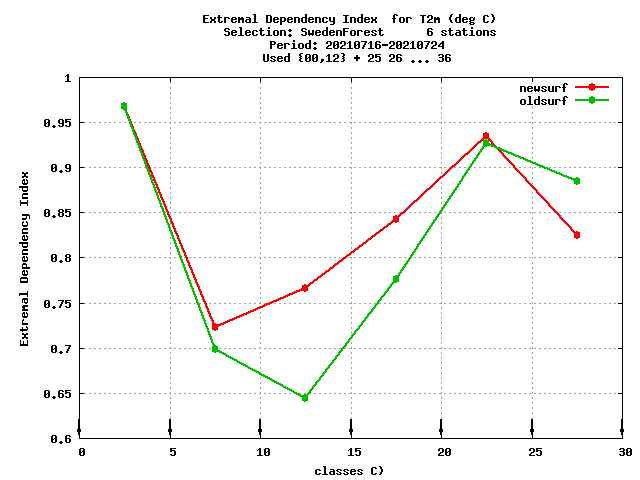 Extremal Dependency Index  for T2m (deg C)
Selection: SwedenForest      6 stations
Period: 20210716-20210724
Used {00,12} + 25 26 ... 36
newsurf
oldsurf
Extremal Dependency Index
1
0.95
0.9
0.85
0.8
0.75
0.7
0.65
0.6
0 5 10 15 20 25 30
classes C)